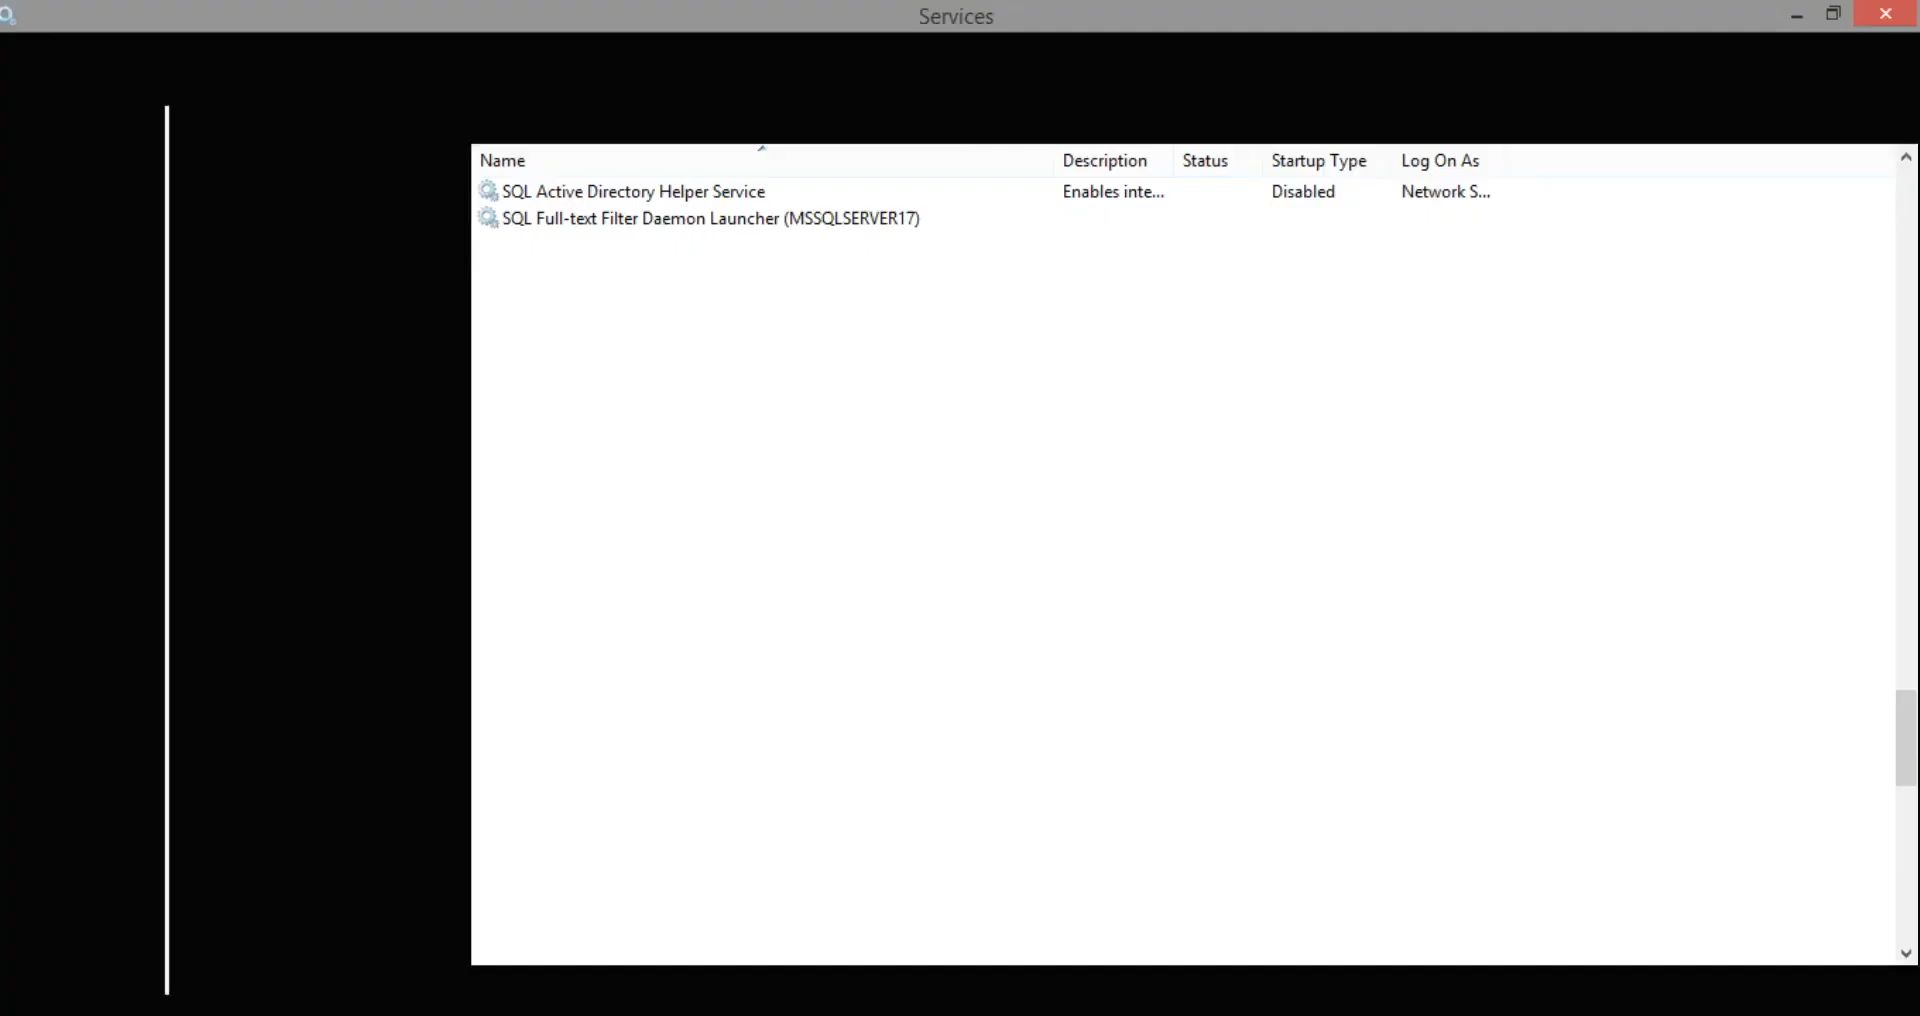 Services
Name Description Status Startup Type Log On As
SQL Active Directory Helper Service Enables inte... Disabled Network S...
SQL Full-text Filter Daemon Launcher (MSSQLSERVER17)